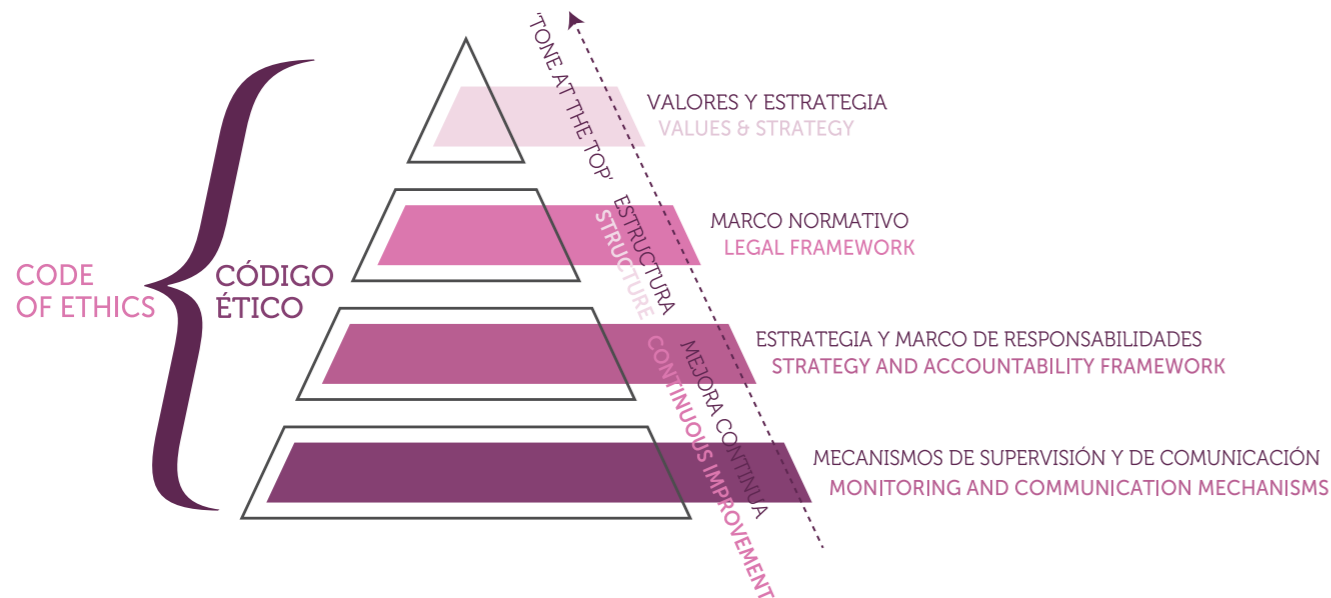 CODE
OF ETHICS
CÓDIGO
ÉTICO
'TONE AT THE TOP'
ESTRUCTURA
STRUCTURE
MEJORA CONTINUA
CONTINUOUS IMPROVEMENT
VALORES Y ESTRATEGIA
VALUES & STRATEGY
MARCO NORMATIVO
LEGAL FRAMEWORK
ESTRATEGIA Y MARCO DE RESPONSABILIDADES
STRATEGY AND ACCOUNTABILITY FRAMEWORK
MECANISMOS DE SUPERVISIÓN Y DE COMUNICACIÓN
MONITORING AND COMMUNICATION MECHANISMS